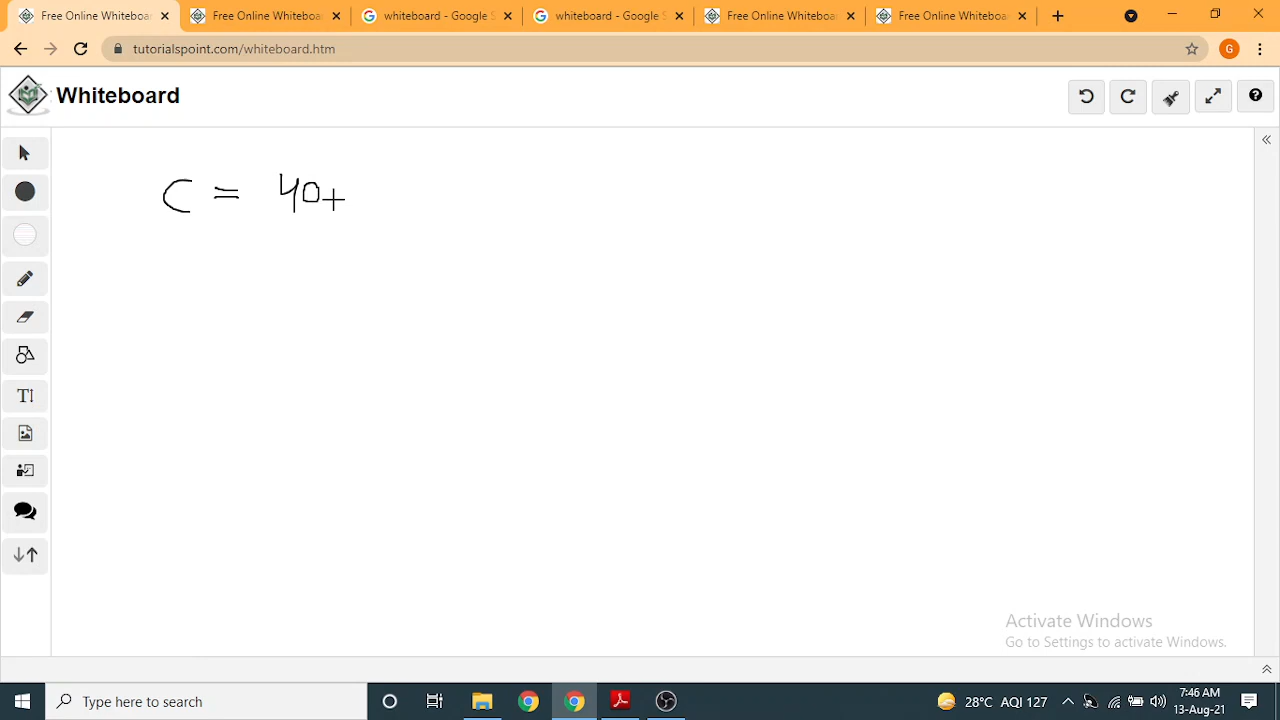 Free Online Whiteboa
Free Online Whiteboa
whiteboard - Google S
whiteboard - Google S
Free Online Whiteboa
Free Online Whiteboa
tutorialspoint.com/whiteboard.htm
G
Whiteboard
C = 40+
T
Activate Windows
Go to Settings to activate Windows.
Type here to search
28°C AQI 127
7:46 AM
13-Aug-21